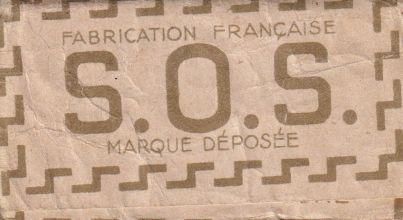 FABRICATION FRANÇAISE
S.O.S.
MARQUE DÉPOSÉE